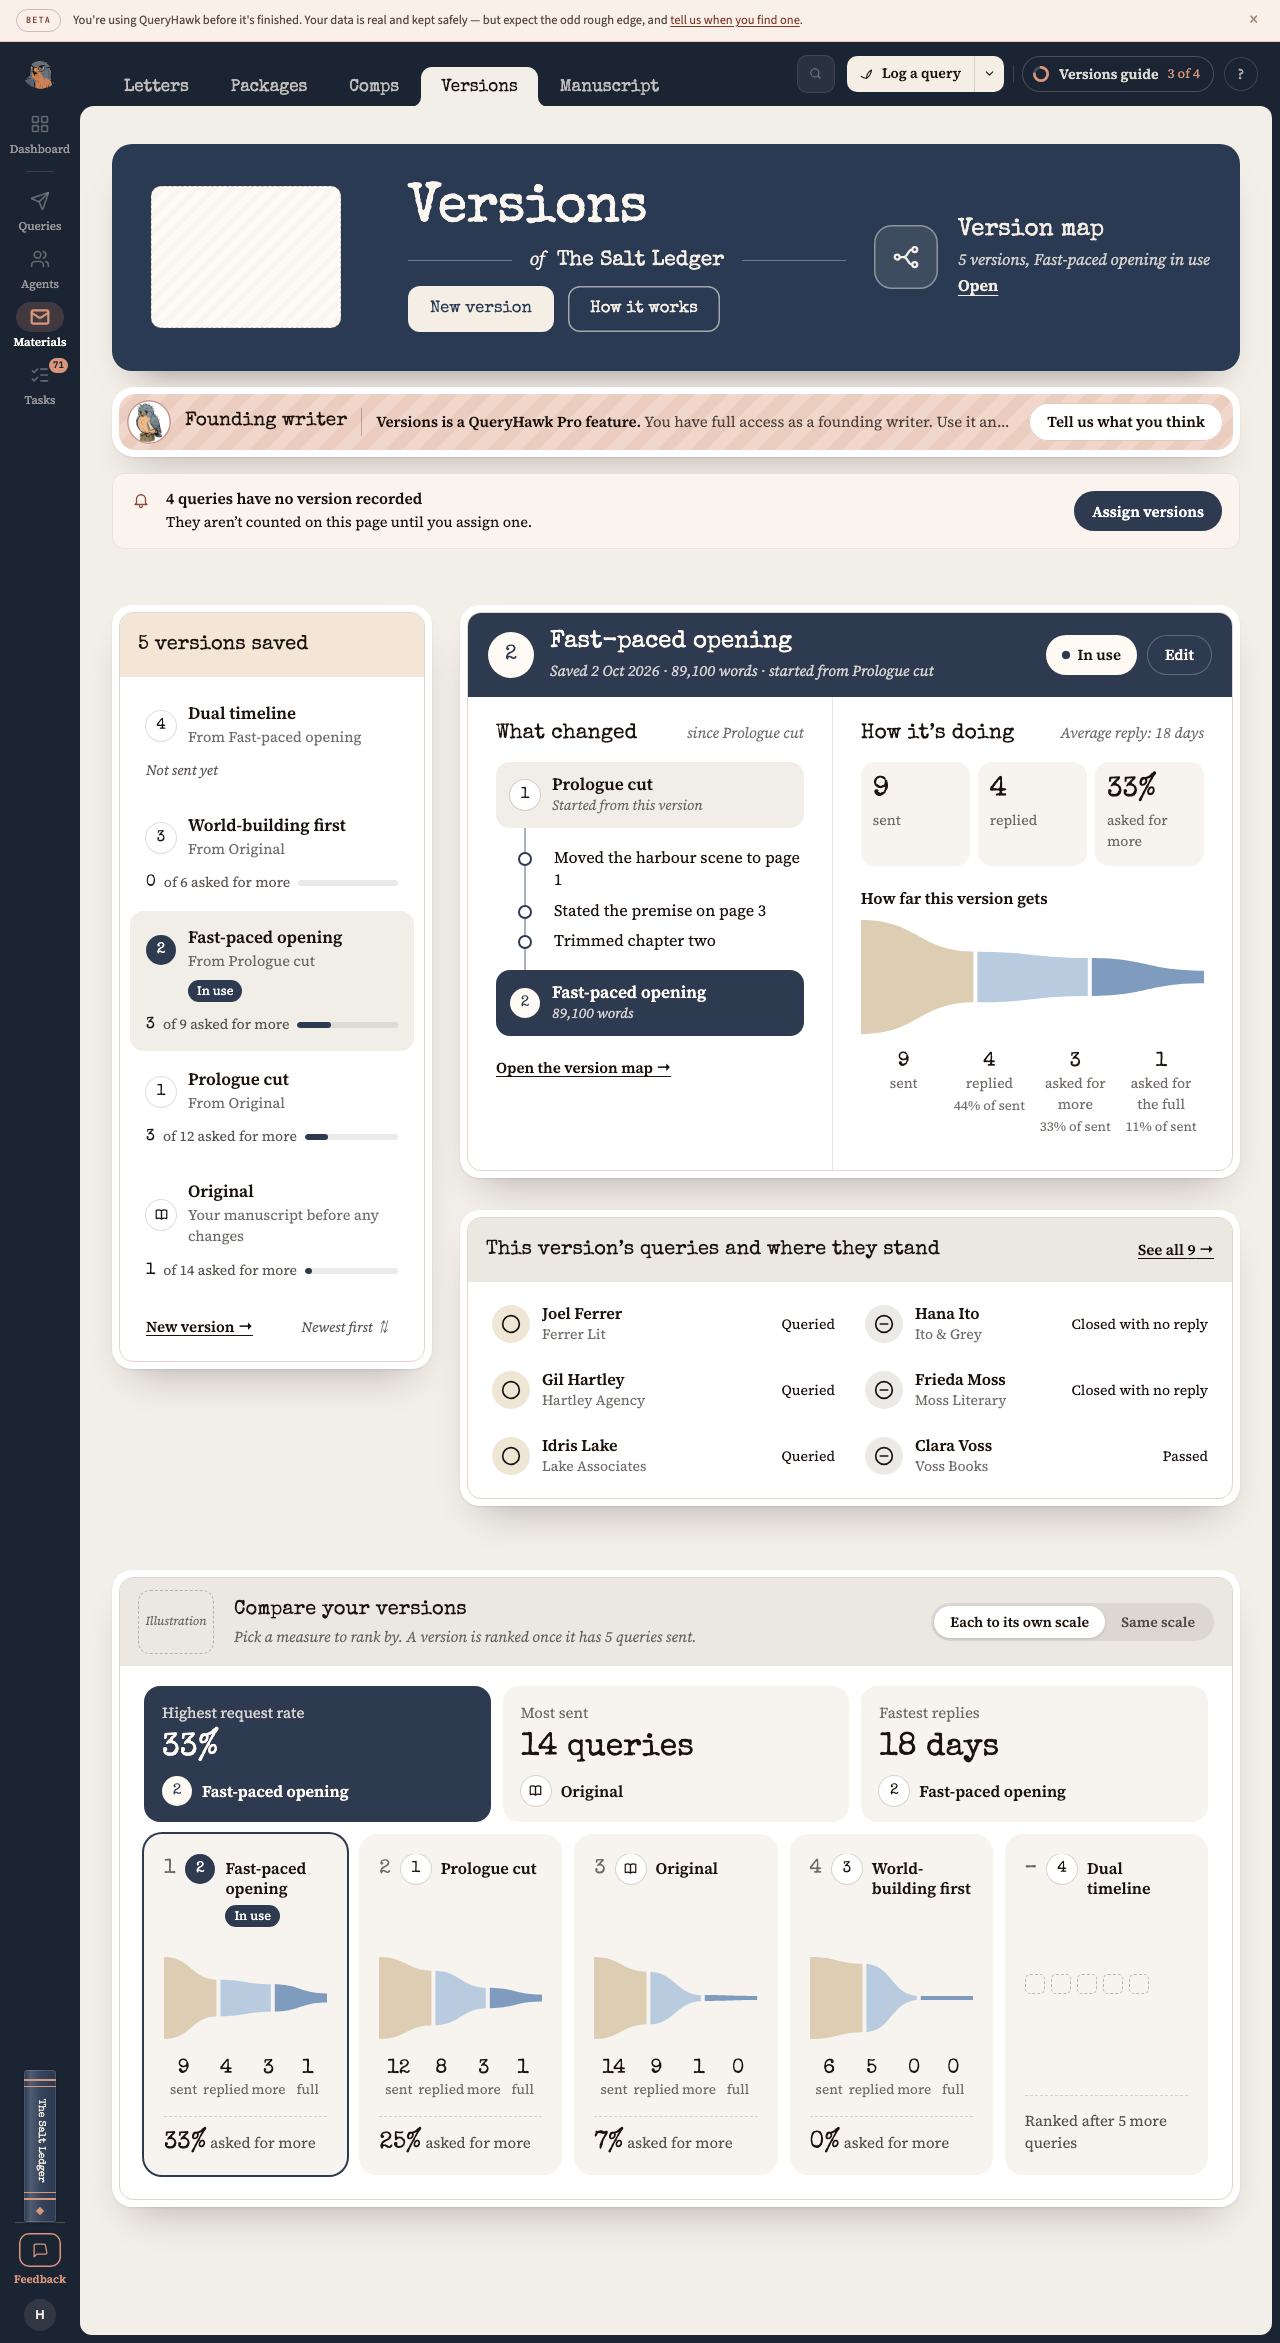 BETA
You're using QueryHawk before it's finished. Your data is real and kept safely — but expect the odd rough edge, and tell us when you find one.
×
Letters
Packages
Comps
Versions
Manuscript
Log a query
Versions guide 3 of 4
?
Dashboard
Queries
Agents
Materials
71
Tasks
Versions
of The Salt Ledger
New version
How it works
Version map
5 versions, Fast-paced opening in use
Open
Founding writer
Versions is a QueryHawk Pro feature. You have full access as a founding writer. Use it an...
Tell us what you think
4 queries have no version recorded
They aren’t counted on this page until you assign one.
Assign versions
5 versions saved
4
Dual timeline
From Fast-paced opening
Not sent yet
3
World-building first
From Original
0 of 6 asked for more
2
Fast-paced opening
From Prologue cut
In use
3 of 9 asked for more
1
Prologue cut
From Original
3 of 12 asked for more
Original
Your manuscript before any
changes
1 of 14 asked for more
New version →
Newest first ⇅
2
Fast-paced opening
Saved 2 Oct 2026 · 89,100 words · started from Prologue cut
In use
Edit
What changed
since Prologue cut
1
Prologue cut
Started from this version
Moved the harbour scene to page
1
Stated the premise on page 3
Trimmed chapter two
2
Fast-paced opening
89,100 words
Open the version map →
How it’s doing
Average reply: 18 days
9
sent
4
replied
33%
asked for
more
How far this version gets
9
sent
4
replied
44% of sent
3
asked for
more
33% of sent
1
asked for
the full
11% of sent
This version’s queries and where they stand
See all 9 →
Joel Ferrer
Ferrer Lit
Queried
Hana Ito
Ito & Grey
Closed with no reply
Gil Hartley
Hartley Agency
Queried
Frieda Moss
Moss Literary
Closed with no reply
Idris Lake
Lake Associates
Queried
Clara Voss
Voss Books
Passed
Illustration
Compare your versions
Pick a measure to rank by. A version is ranked once it has 5 queries sent.
Each to its own scale
Same scale
Highest request rate
33%
2 Fast-paced opening
Most sent
14 queries
Original
Fastest replies
18 days
2 Fast-paced opening
1 2 Fast-paced
opening
In use
9 4 3 1
sent replied more full
33% asked for more
2 1 Prologue cut
12 8 3 1
sent replied more full
25% asked for more
3 Original
14 9 1 0
sent replied more full
7% asked for more
4 3 World-
building first
6 5 0 0
sent replied more full
0% asked for more
– 4 Dual
timeline
Ranked after 5 more
queries
The Salt Ledger
Feedback
H